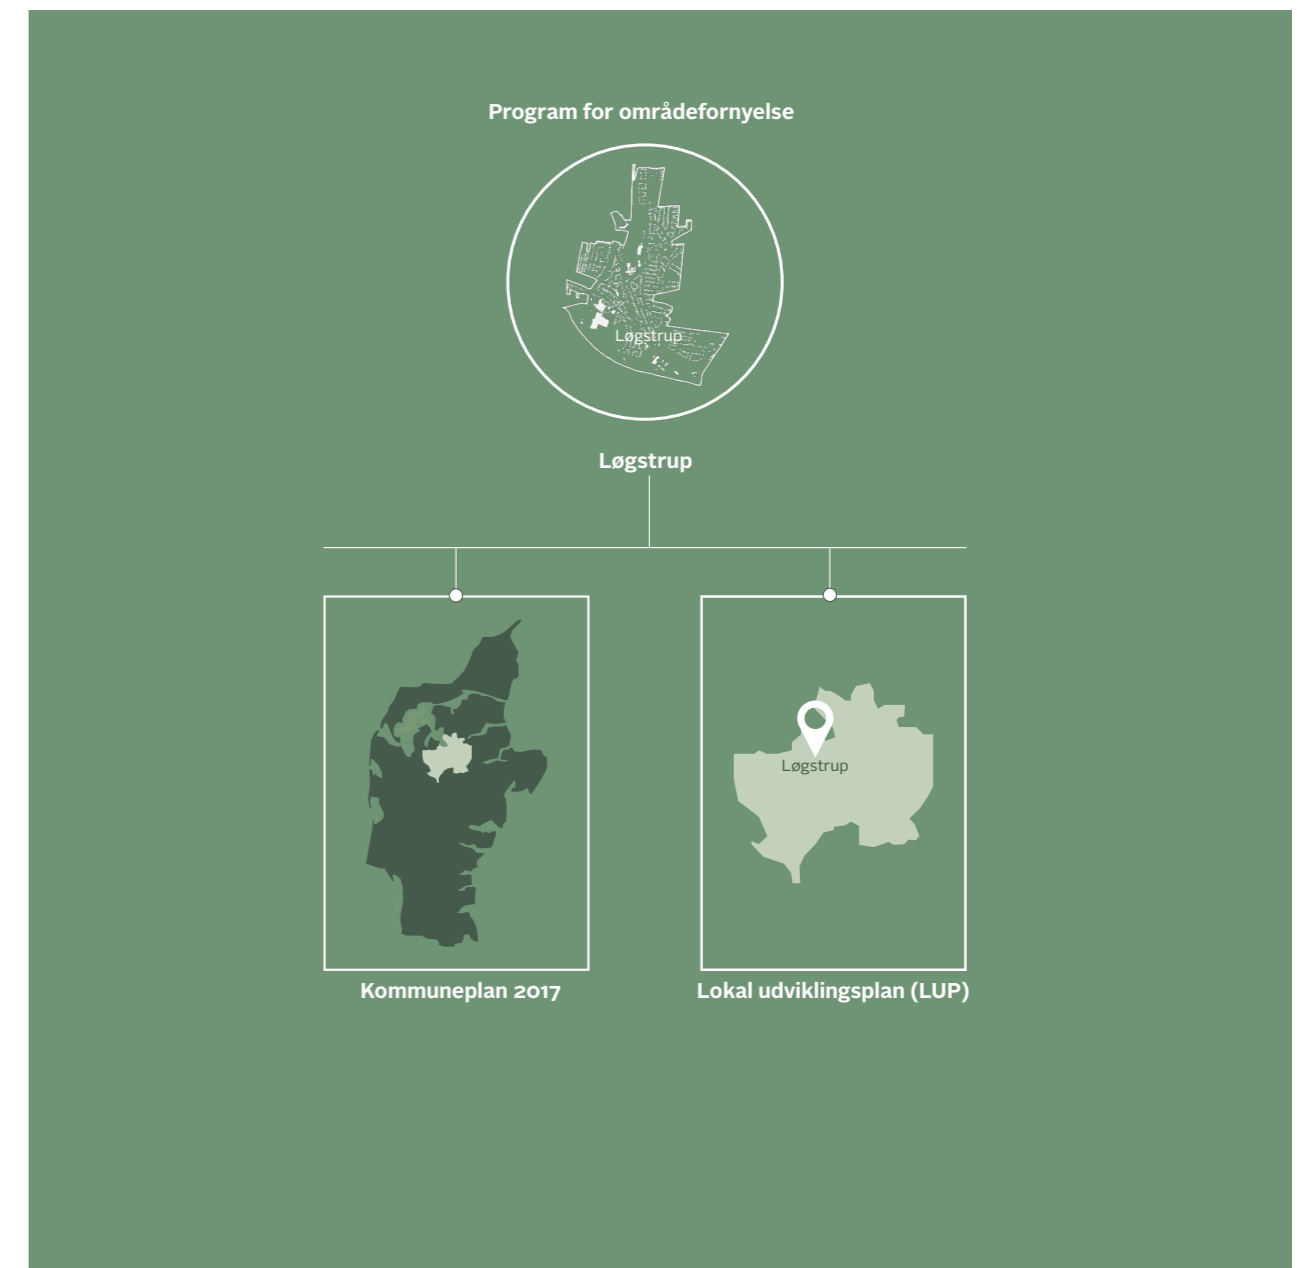 Program for områdefornyelse
Løgstrup
Løgstrup
Løgstrup
Kommuneplan 2017
Lokal udviklingsplan (LUP)